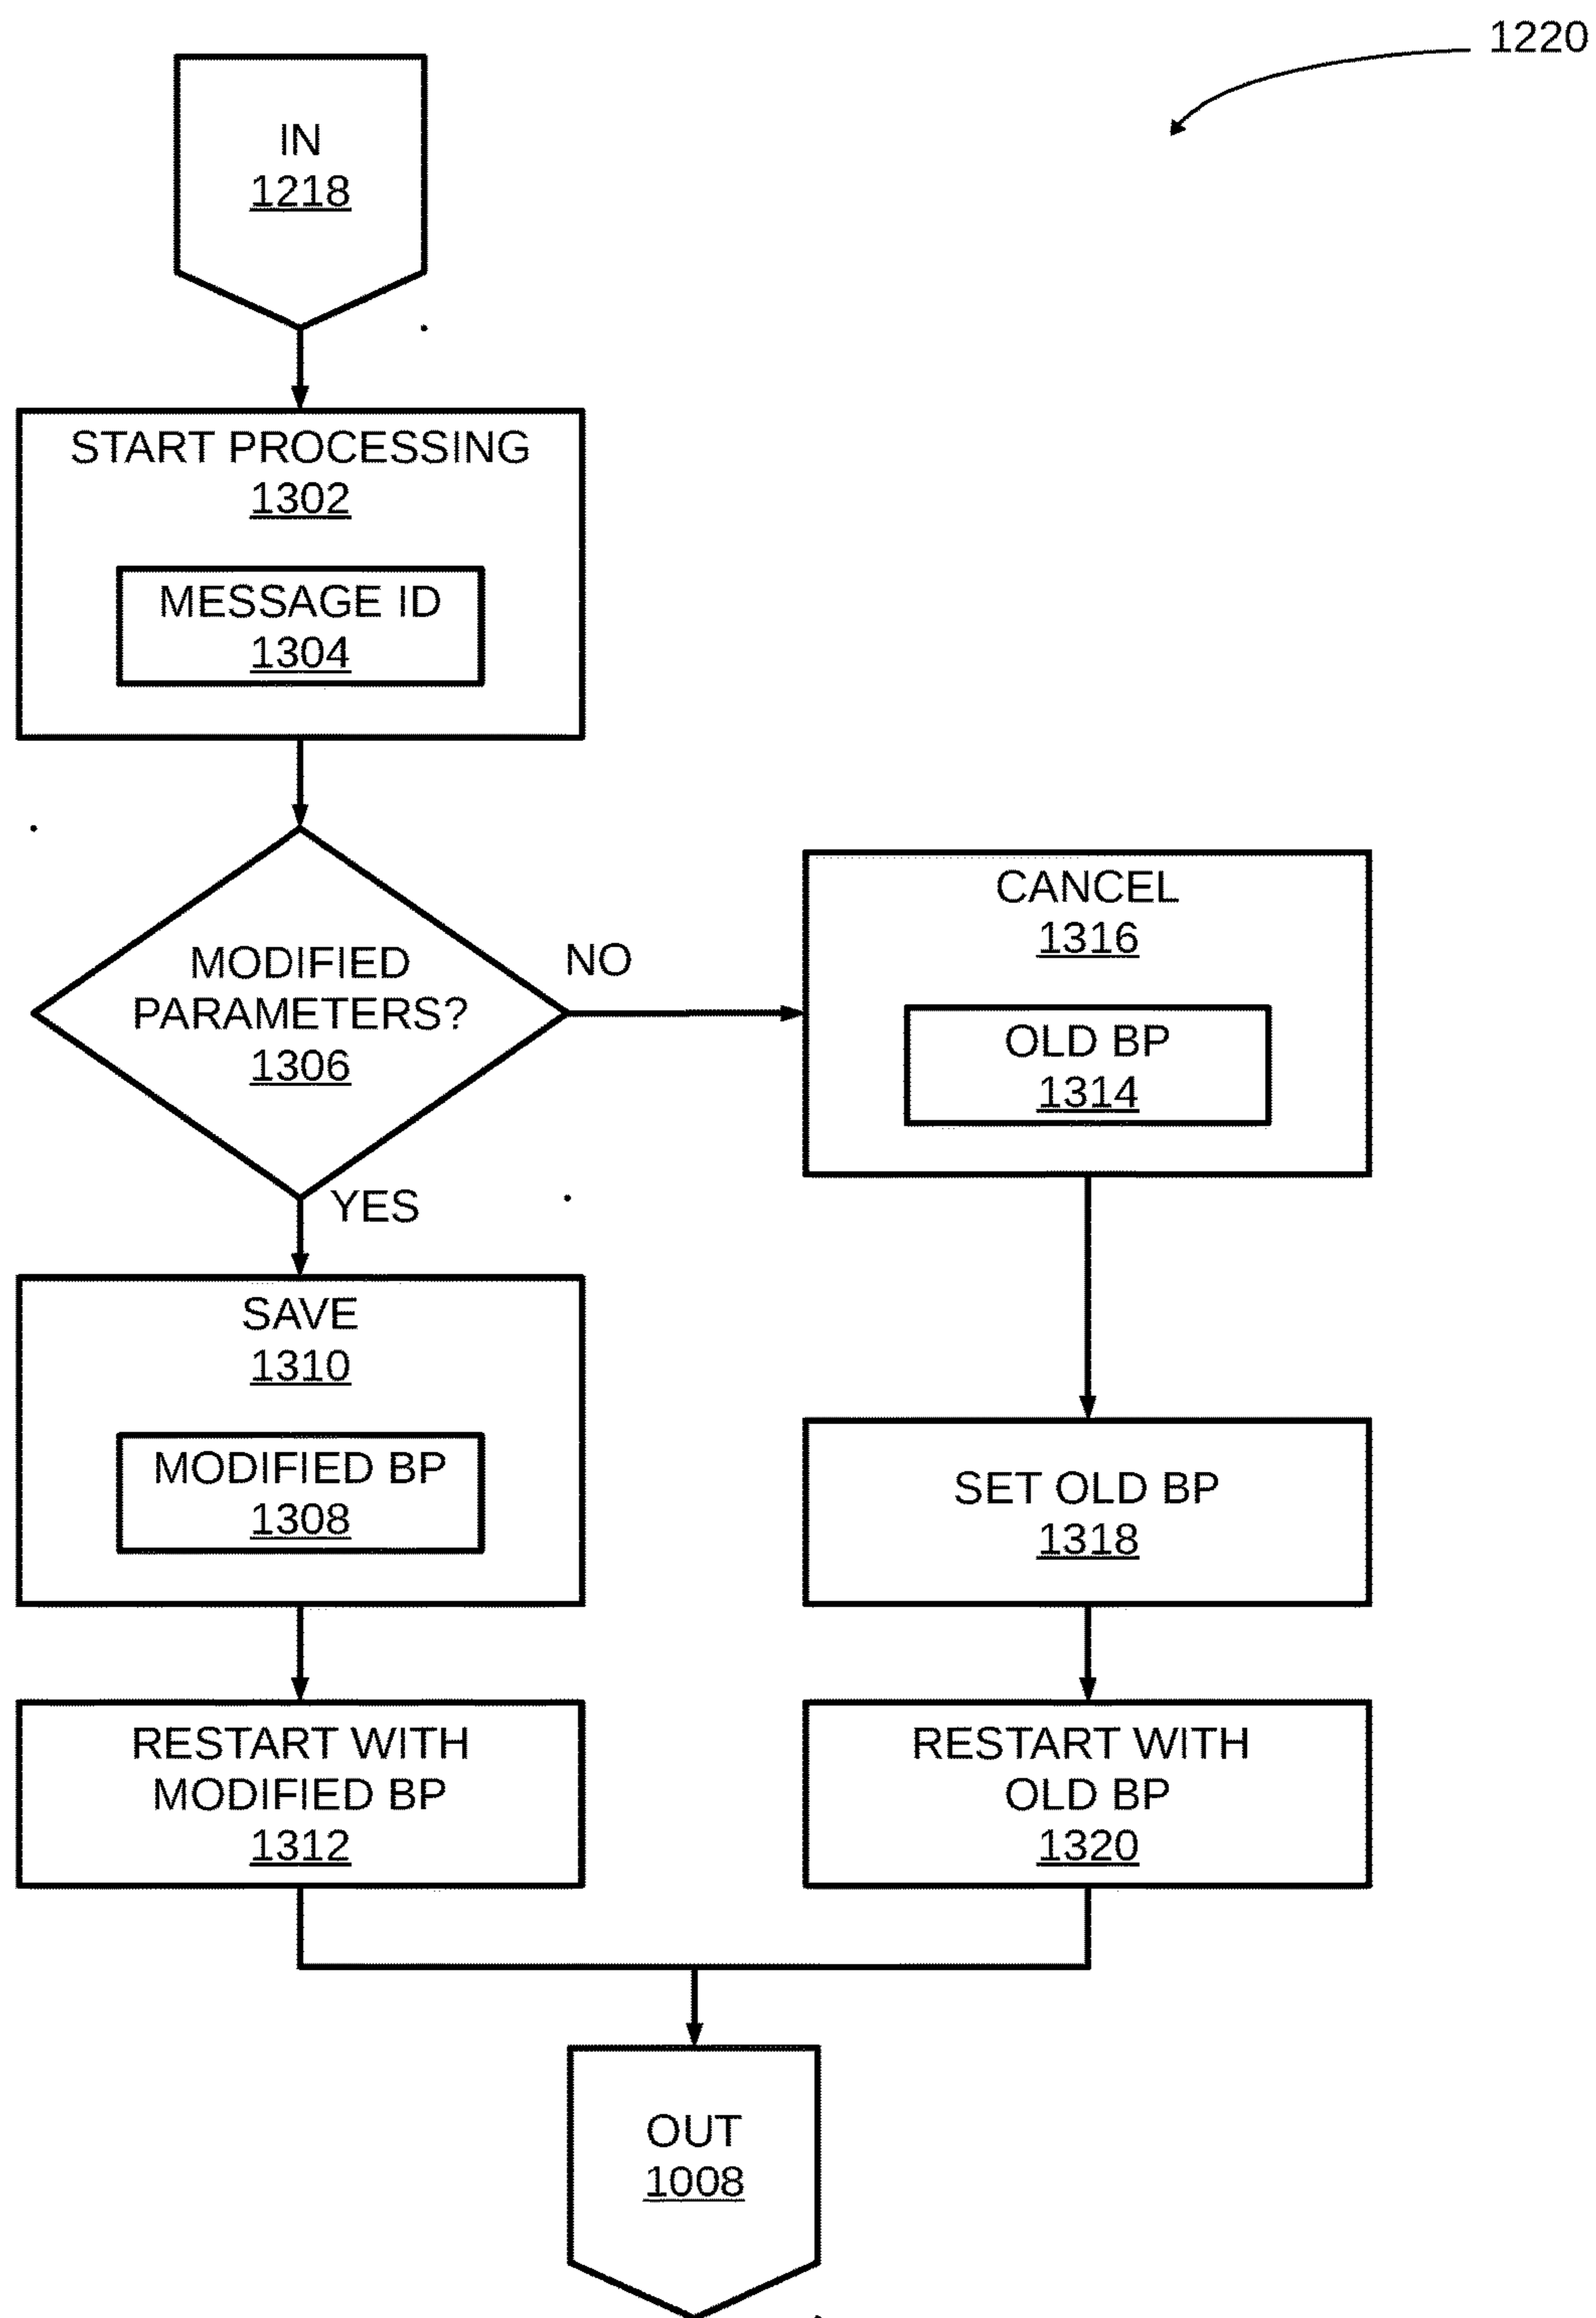 1220
IN
1218
START PROCESSING
1302
MESSAGE ID
1304
MODIFIED
PARAMETERS?
1306
NO
YES
CANCEL
1316
OLD BP
1314
SAVE
1310
MODIFIED BP
1308
SET OLD BP
1318
RESTART WITH
MODIFIED BP
1312
RESTART WITH
OLD BP
1320
OUT
1008